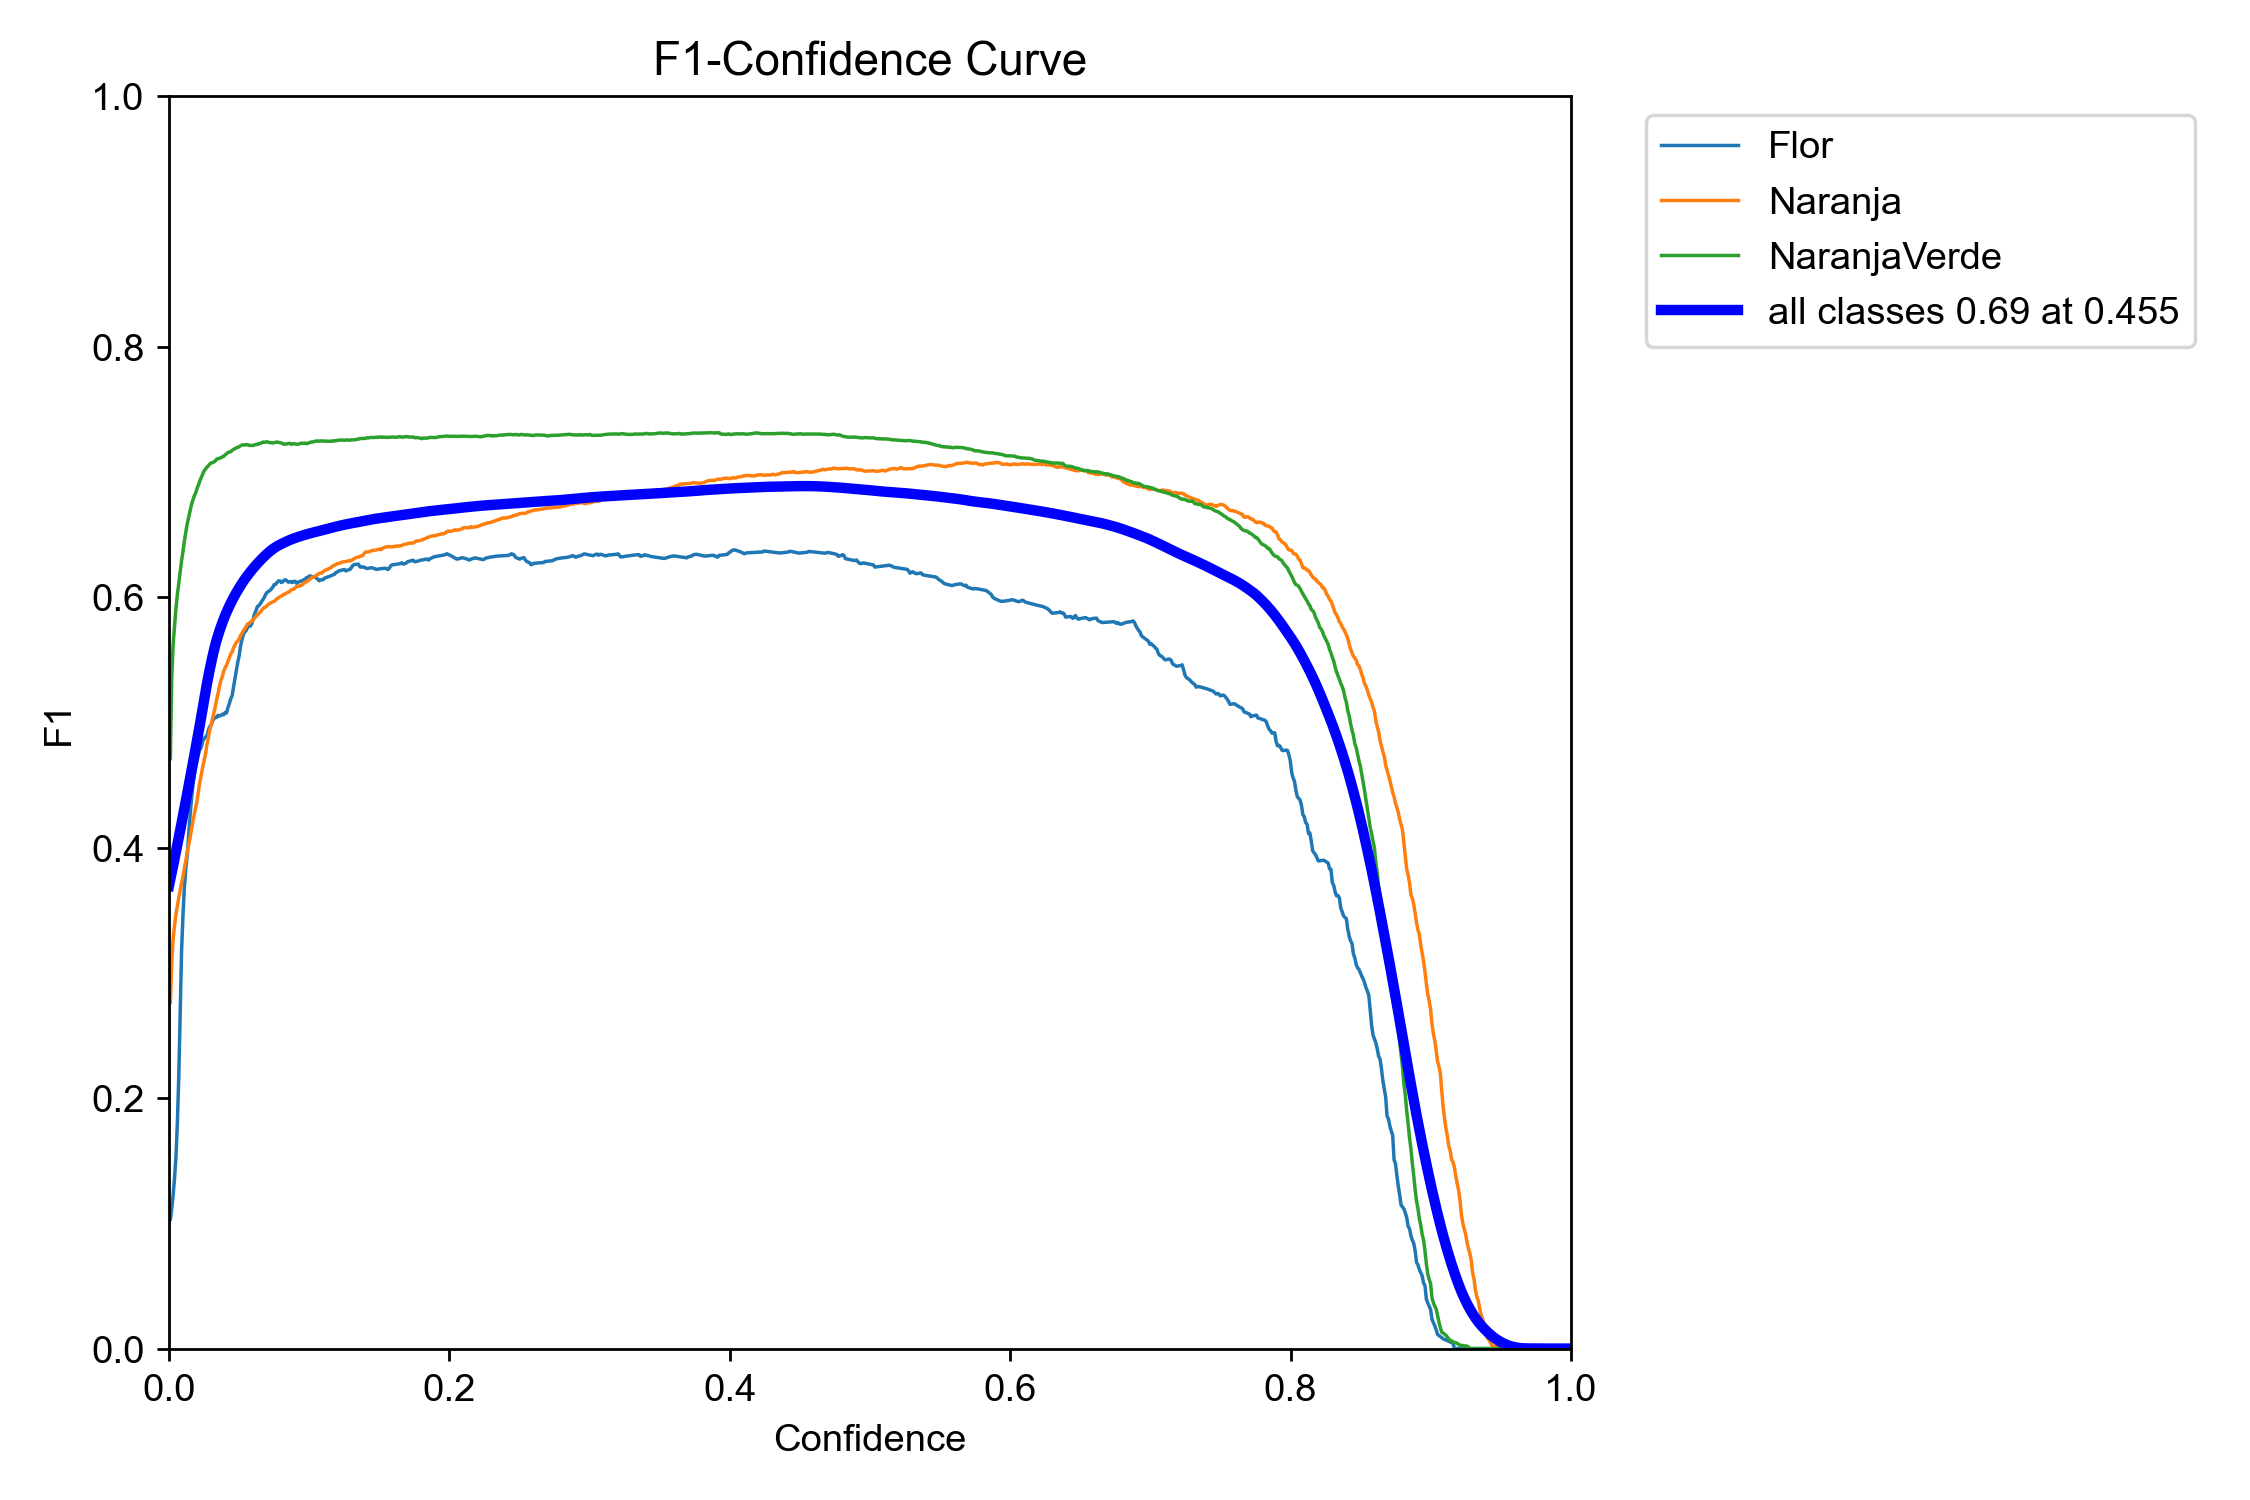 F1-Confidence Curve
1.0
0.8
0.6
0.4
0.2
0.0
F1
0.0 0.2 0.4 0.6 0.8 1.0
Confidence
Flor
Naranja
NaranjaVerde
all classes 0.69 at 0.455